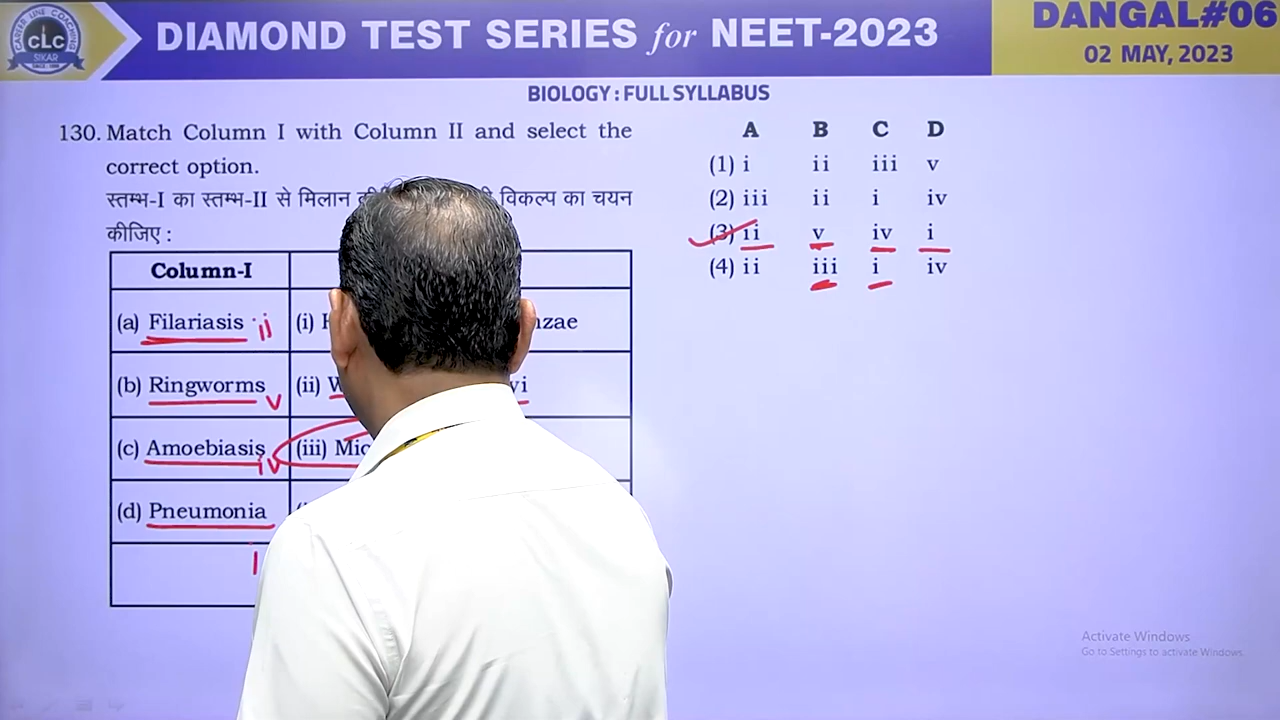 CAREER LINE COACHING
CLC
SIKAR
DIAMOND TEST SERIES for NEET-2023
DANGAL#06
02 MAY, 2023
BIOLOGY : FULL SYLLABUS
130. Match Column I with Column II and select the
correct option.
स्तम्भ-I का स्तम्भ-II से मिलान विकल्प का चयन
कीजिए :
Column-I
(a) Filariasis ii (i) nzae
(b) Ringworms v (ii)
(c) Amoebiasis iv (iii) Mic
(d) Pneumonia
i
A B C D
(1) i ii iii v
(2) iii ii i iv
(3) ii v iv i
(4) ii iii i iv
Activate Windows
Go to Settings to activate Windows.